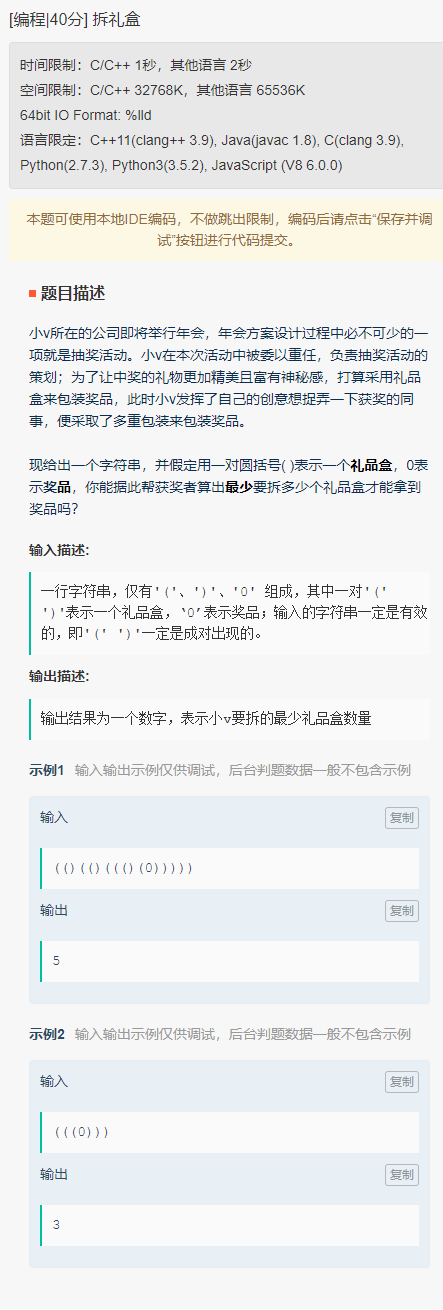 [编程|40分] 拆礼盒
时间限制：C/C++ 1秒，其他语言 2秒
空间限制：C/C++ 32768K，其他语言 65536K
64bit IO Format: %lld
语言限定：C++11(clang++ 3.9), Java(javac 1.8), C(clang 3.9),
Python(2.7.3), Python3(3.5.2), JavaScript (V8 6.0.0)
本题可使用本地IDE编码，不做跳出限制，编码后请点击“保存并调
试”按钮进行代码提交。
题目描述
小v所在的公司即将举行年会，年会方案设计过程中必不可少的一
项就是抽奖活动。小v在本次活动中被委以重任，负责抽奖活动的
策划；为了让中奖的礼物更加精美且富有神秘感，打算采用礼品
盒来包装奖品，此时小v发挥了自己的创意想捉弄一下获奖的同
事，便采取了多重包装来包装奖品。
现给出一个字符串，并假定用一对圆括号( )表示一个礼品盒，0表
示奖品，你能据此帮获奖者算出最少要拆多少个礼品盒才能拿到
奖品吗？
输入描述:
一行字符串，仅有'('、')'、'0' 组成，其中一对'('
')'表示一个礼品盒，‘0’表示奖品；输入的字符串一定是有效
的，即'(' ')'一定是成对出现的。
输出描述:
输出结果为一个数字，表示小v要拆的最少礼品盒数量
示例1 输入输出示例仅供调试，后台判题数据一般不包含示例
输入 复制
(()(()((()(0)))))
输出 复制
5
示例2 输入输出示例仅供调试，后台判题数据一般不包含示例
输入 复制
(((0)))
输出 复制
3